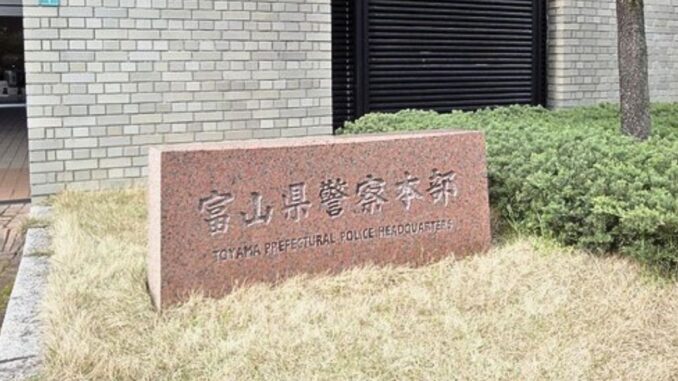 富山県警察本部
TOYAMA PREFECTURAL POLICE HEADQUARTERS